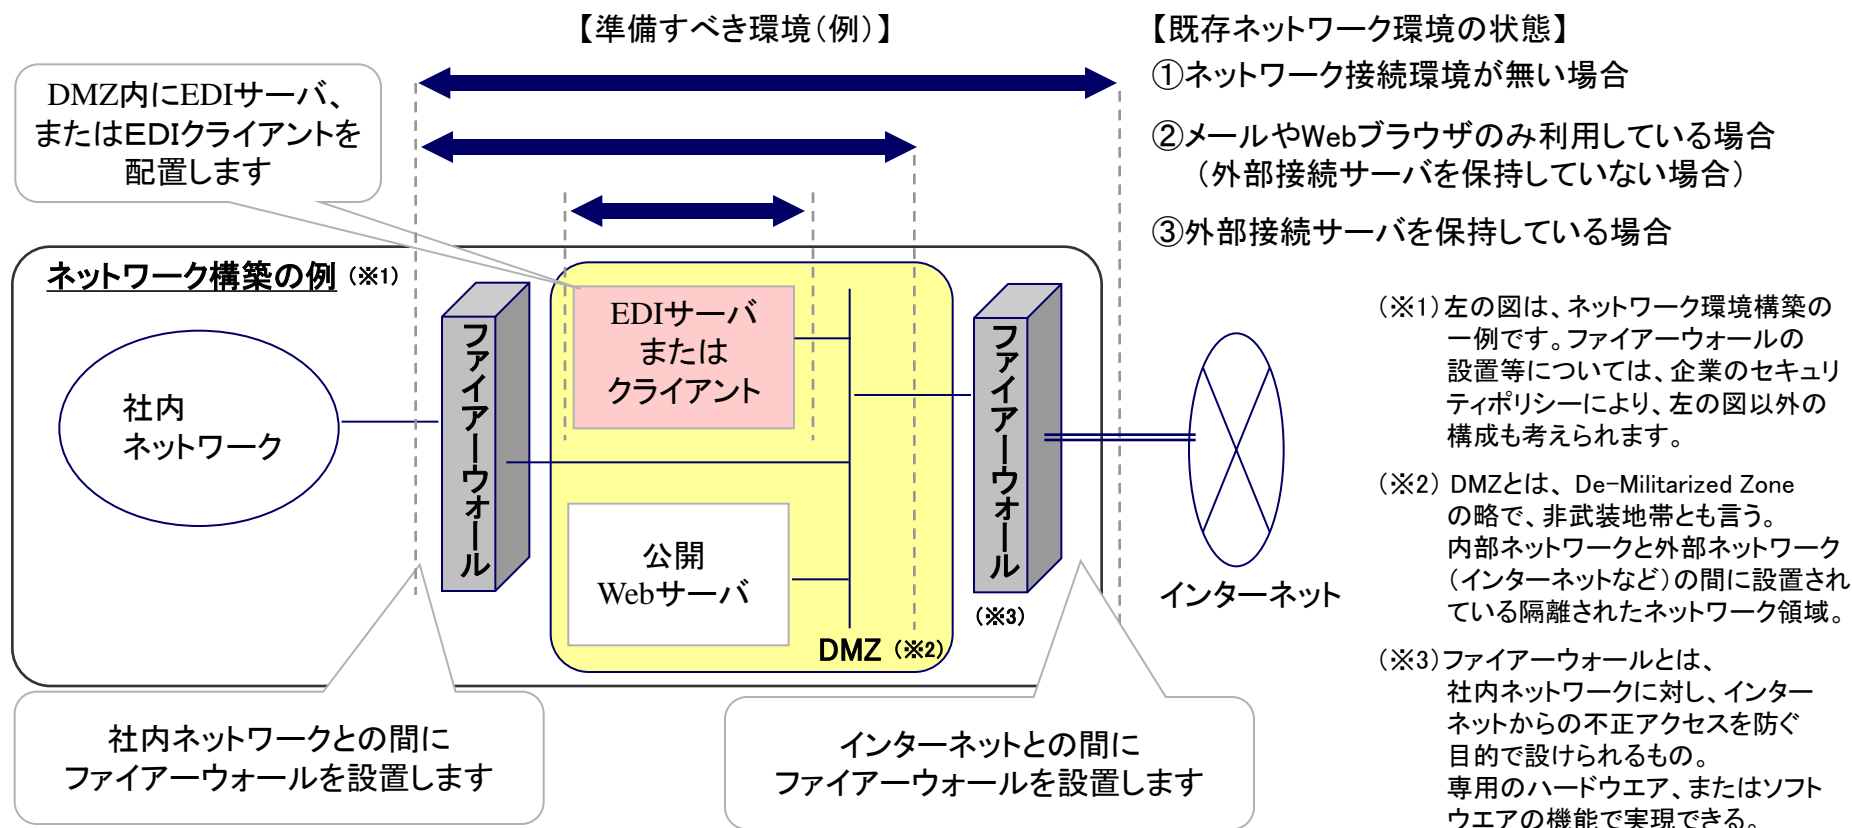 【準備すべき環境（例）】
【既存ネットワーク環境の状態】
①ネットワーク接続環境が無い場合
②メールやWebブラウザのみ利用している場合
（外部接続サーバを保持していない場合）
③外部接続サーバを保持している場合
DMZ内にEDIサーバ、
またはEDIクライアントを
配置します
ネットワーク構築の例（※1）
社内
ネットワーク
ファイアーウォール
EDIサーバ
または
クライアント
公開
Webサーバ
DMZ（※2）
ファイアーウォール
（※3）
インターネット
社内ネットワークとの間に
ファイアーウォールを設置します
インターネットとの間に
ファイアーウォールを設置します
（※1）左の図は、ネットワーク環境構築の
一例です。ファイアーウォールの
設置等については、企業のセキュリ
ティポリシーにより、左の図以外の
構成も考えられます。
（※2） DMZとは、 De-Militarized Zone
の略で、非武装地帯とも言う。
内部ネットワークと外部ネットワーク
（インターネットなど）の間に設置され
ている隔離されたネットワーク領域。
（※3）ファイアーウォールとは、
社内ネットワークに対し、インター
ネットからの不正アクセスを防ぐ
目的で設けられるもの。
専用のハードウエア、またはソフト
ウエアの機能で実現できる。